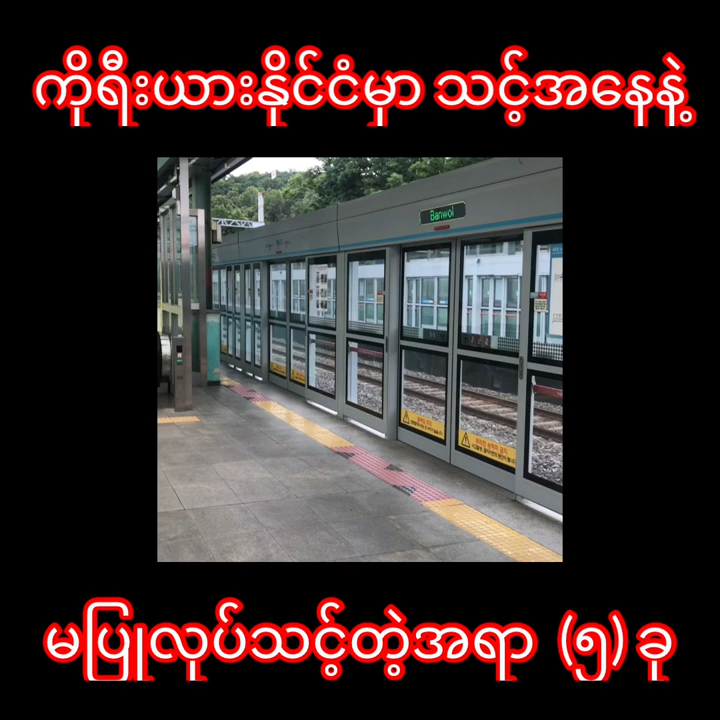 ကိုရီးယားနိုင်ငံမှာ သင့်အနေနဲ့
Banwol
မပြုလုပ်သင့်တဲ့အရာ (၅) ခု